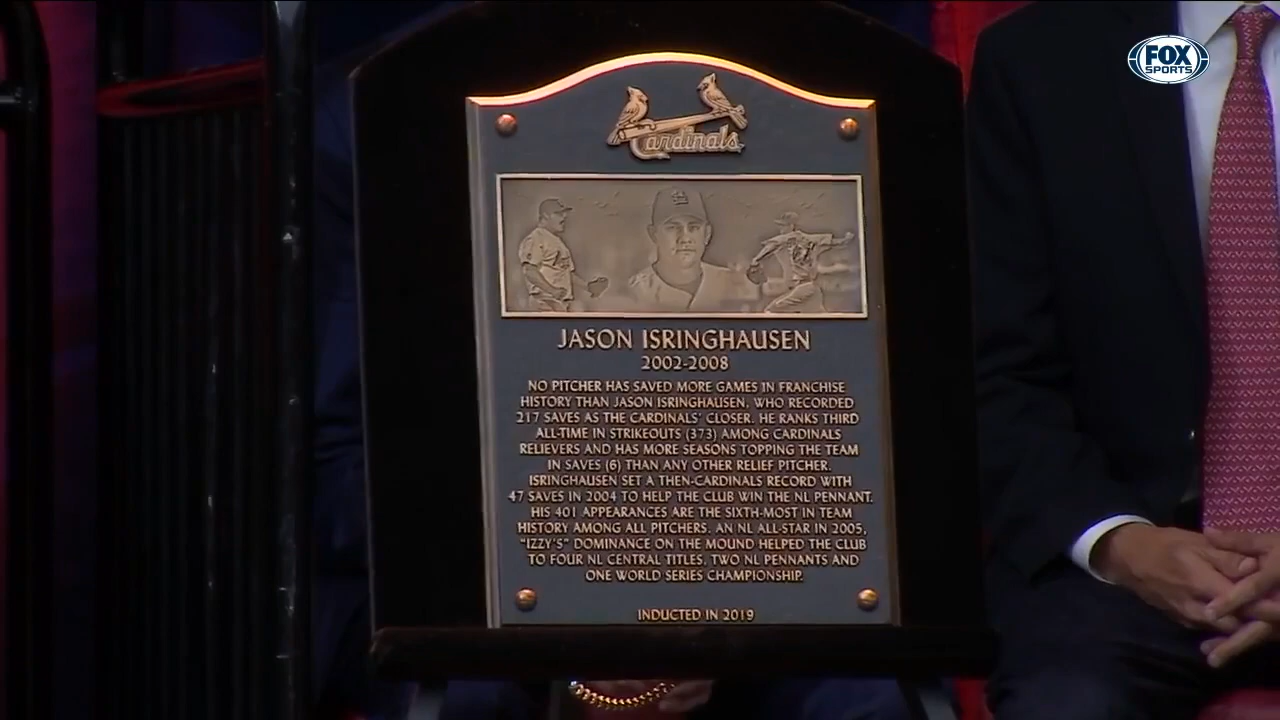 FOX
SPORTS
Cardinals
JASON ISRINGHAUSEN
2002-2008
NO PITCHER HAS SAVED MORE GAMES IN FRANCHISE
HISTORY THAN JASON ISRINGHAUSEN, WHO RECORDED
217 SAVES AS THE CARDINALS' CLOSER. HE RANKS THIRD
ALL-TIME IN STRIKEOUTS (373) AMONG CARDINALS
RELIEVERS AND HAS MORE SEASONS TOPPING THE TEAM
IN SAVES (6) THAN ANY OTHER RELIEF PITCHER.
ISRINGHAUSEN SET A THEN-CARDINALS RECORD WITH
47 SAVES IN 2004 TO HELP THE CLUB WIN THE NL PENNANT.
HIS 401 APPEARANCES ARE THE SIXTH-MOST IN TEAM
HISTORY AMONG ALL PITCHERS. AN NL ALL-STAR IN 2005,
"IZZY'S" DOMINANCE ON THE MOUND HELPED THE CLUB
TO FOUR NL CENTRAL TITLES, TWO NL PENNANTS AND
ONE WORLD SERIES CHAMPIONSHIP.
INDUCTED IN 2019